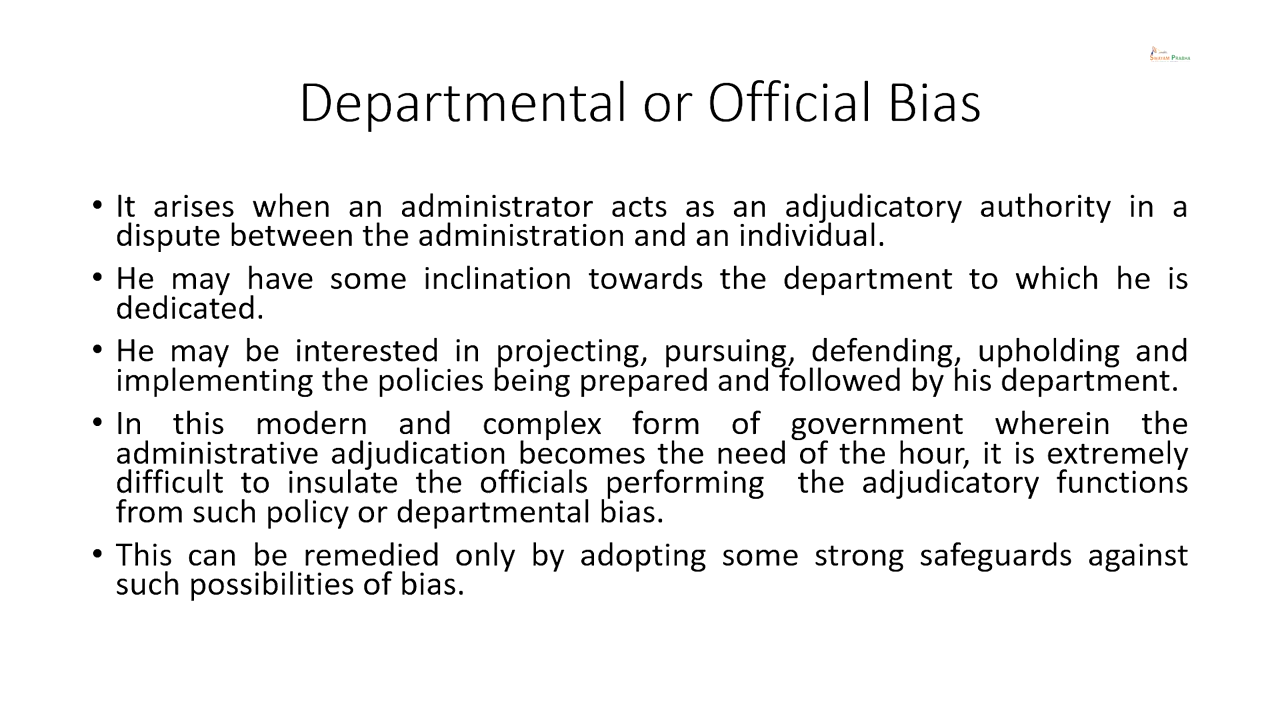 SWAYAM PRABHA
Departmental or Official Bias
• It arises when an administrator acts as an adjudicatory authority in a
dispute between the administration and an individual.
• He may have some inclination towards the department to which he is
dedicated.
• He may be interested in projecting, pursuing, defending, upholding and
implementing the policies being prepared and followed by his department.
• In this modern and complex form of government wherein the
administrative adjudication becomes the need of the hour, it is extremely
difficult to insulate the officials performing the adjudicatory functions
from such policy or departmental bias.
• This can be remedied only by adopting some strong safeguards against
such possibilities of bias.